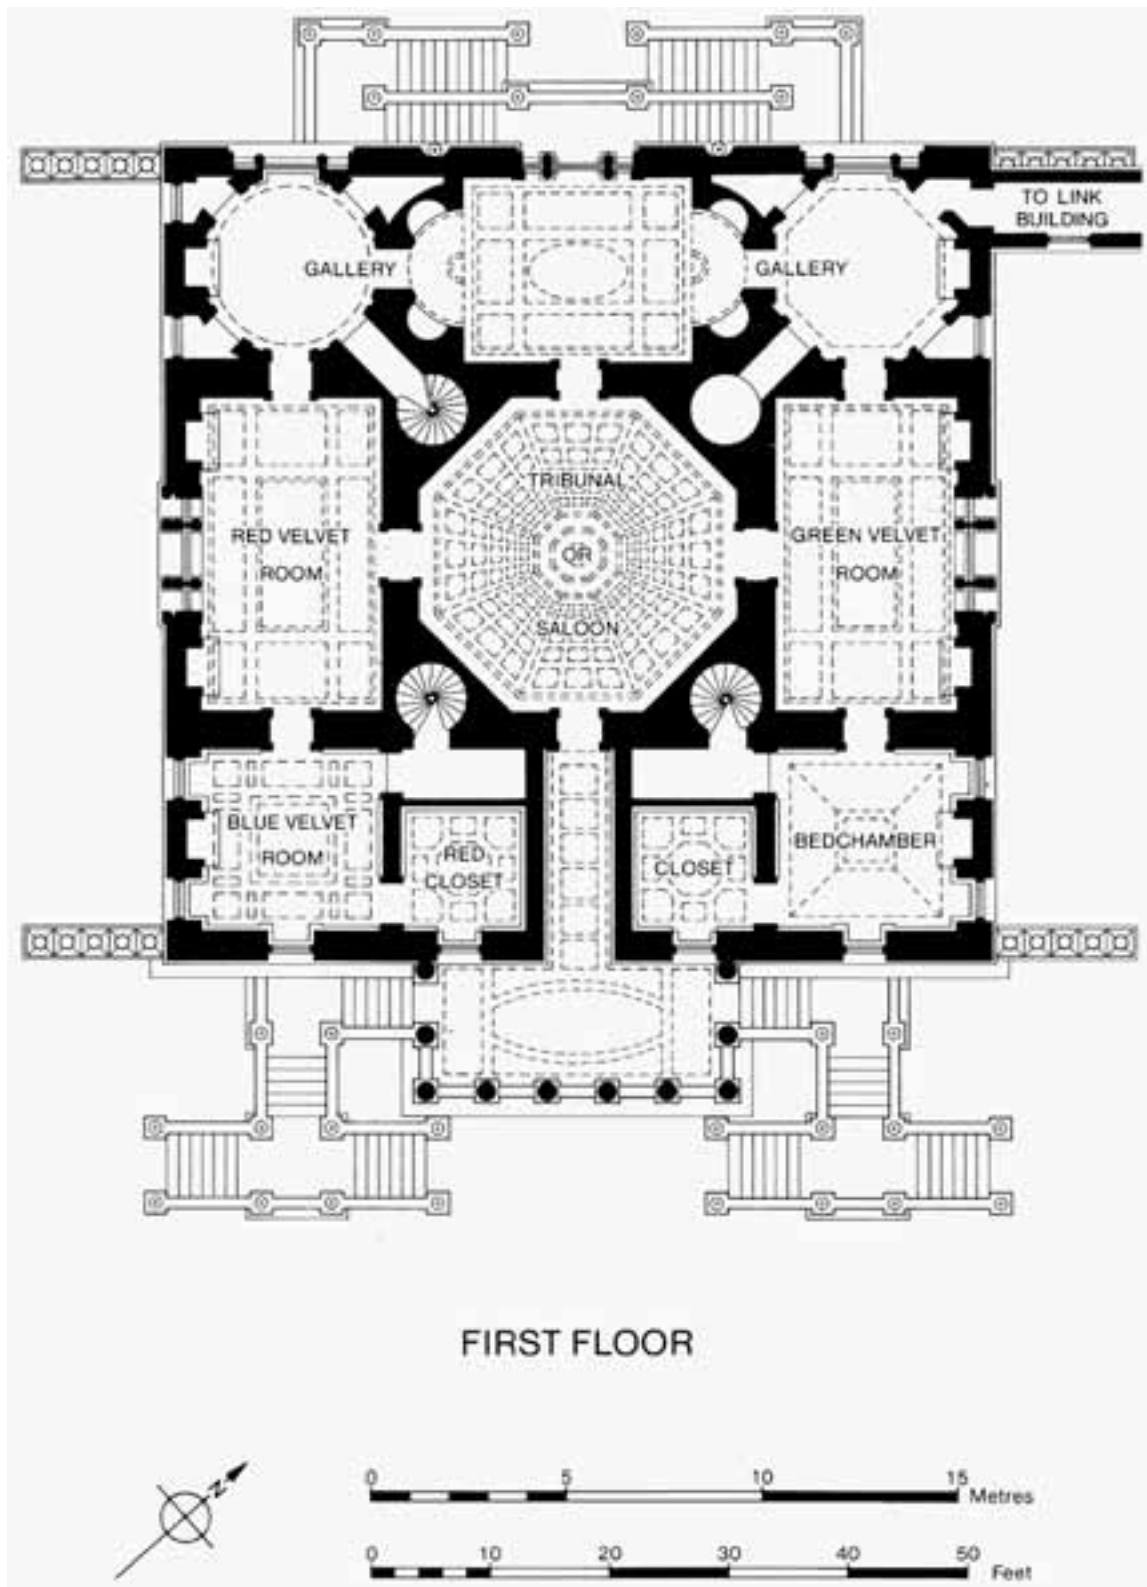 TO LINK
BUILDING
GALLERY
GALLERY
TRIBUNAL
OR
SALOON
RED VELVET
ROOM
GREEN VELVET
ROOM
BLUE VELVET
ROOM
RED
CLOSET
CLOSET
BEDCHAMBER
FIRST FLOOR
N
0 5 10 15
Metres
0 10 20 30 40 50
Feet